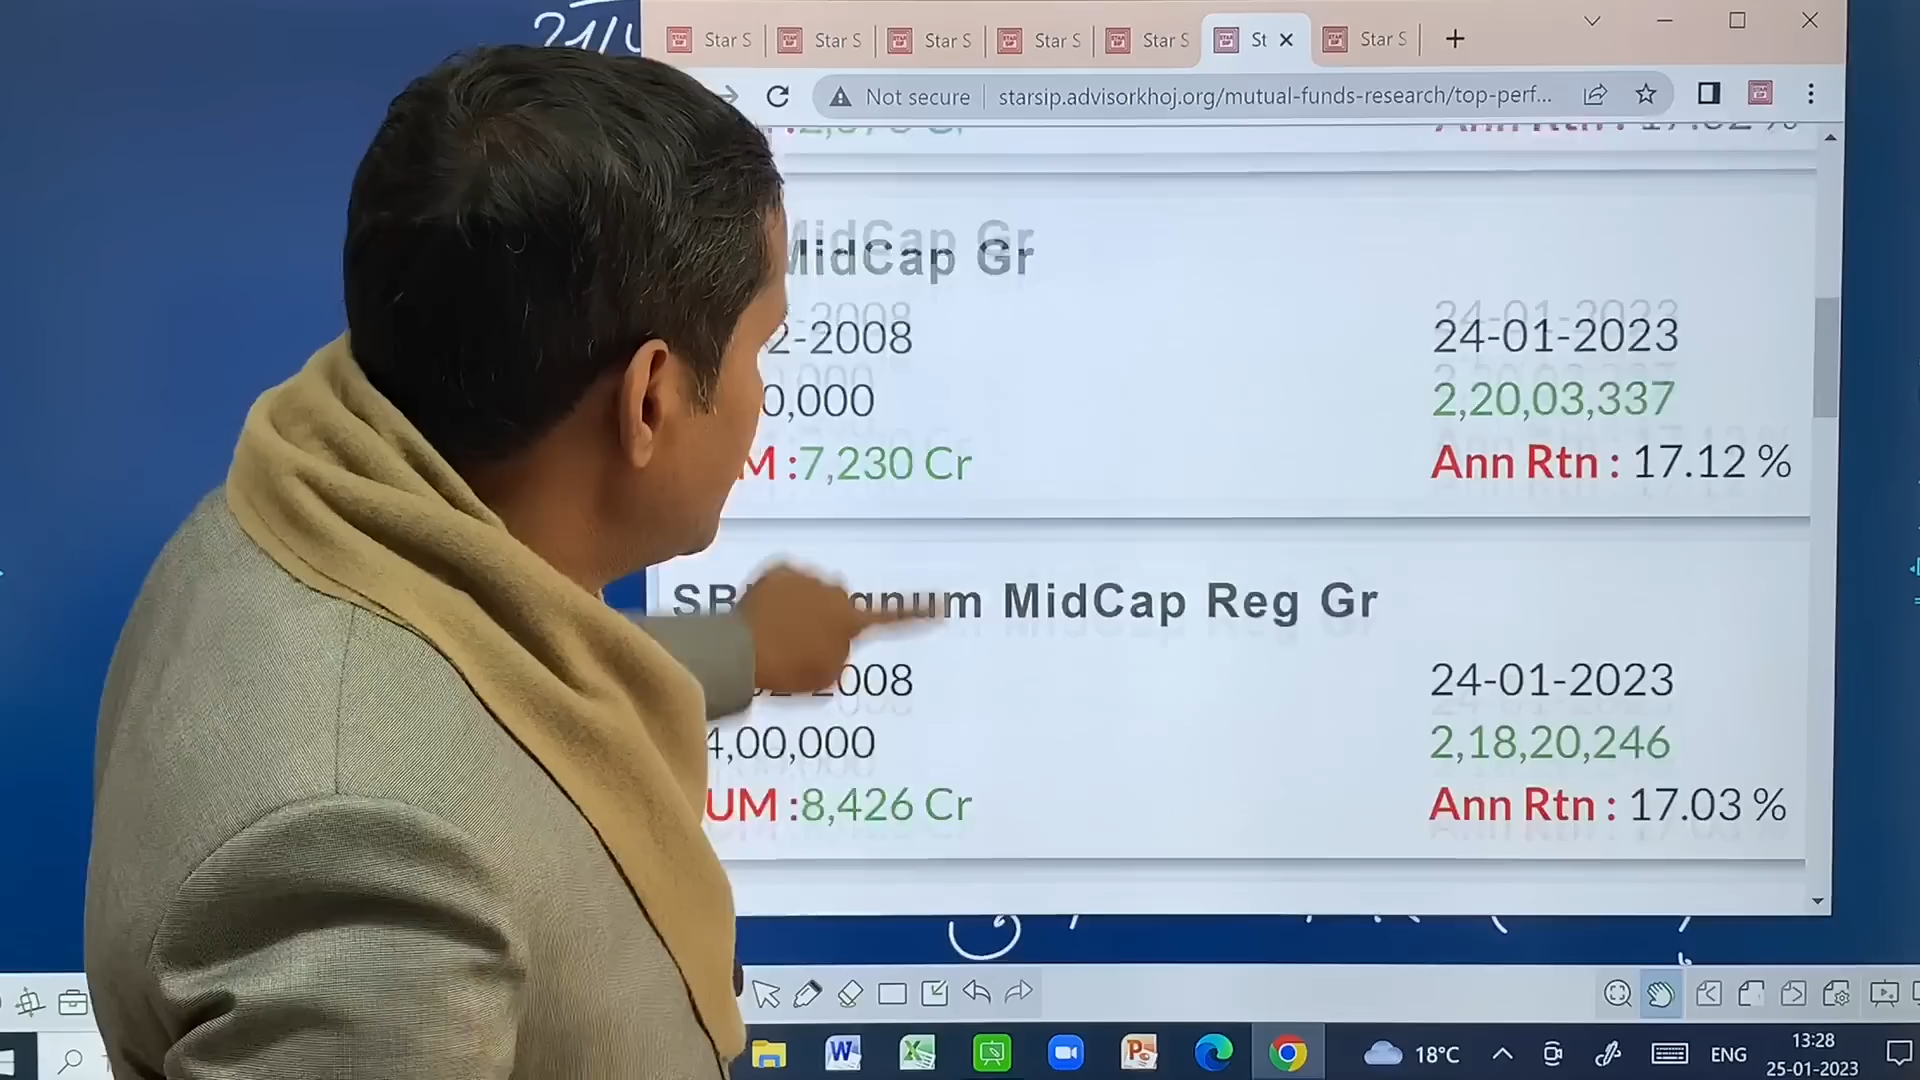 Star S Star S Star S Star S Star S St Star S
Not secure starsip.advisorkhoj.org/mutual-funds-research/top-perf...
MidCap Gr
2-2008 24-01-2023
0,000 2,20,03,337
M :7,230 Cr Ann Rtn : 17.12 %
SB gnum MidCap Reg Gr
2008 24-01-2023
4,00,000 2,18,20,246
UM :8,426 Cr Ann Rtn : 17.03 %
18°C ENG 13:28
25-01-2023